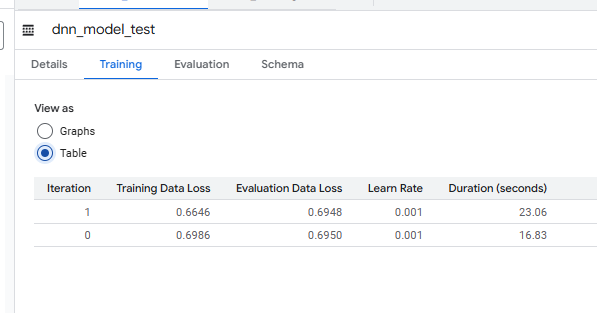 dnn_model_test
Details Training Evaluation Schema
View as
Graphs
Table
Iteration Training Data Loss Evaluation Data Loss Learn Rate Duration (seconds)
1 0.6646 0.6948 0.001 23.06
0 0.6986 0.6950 0.001 16.83